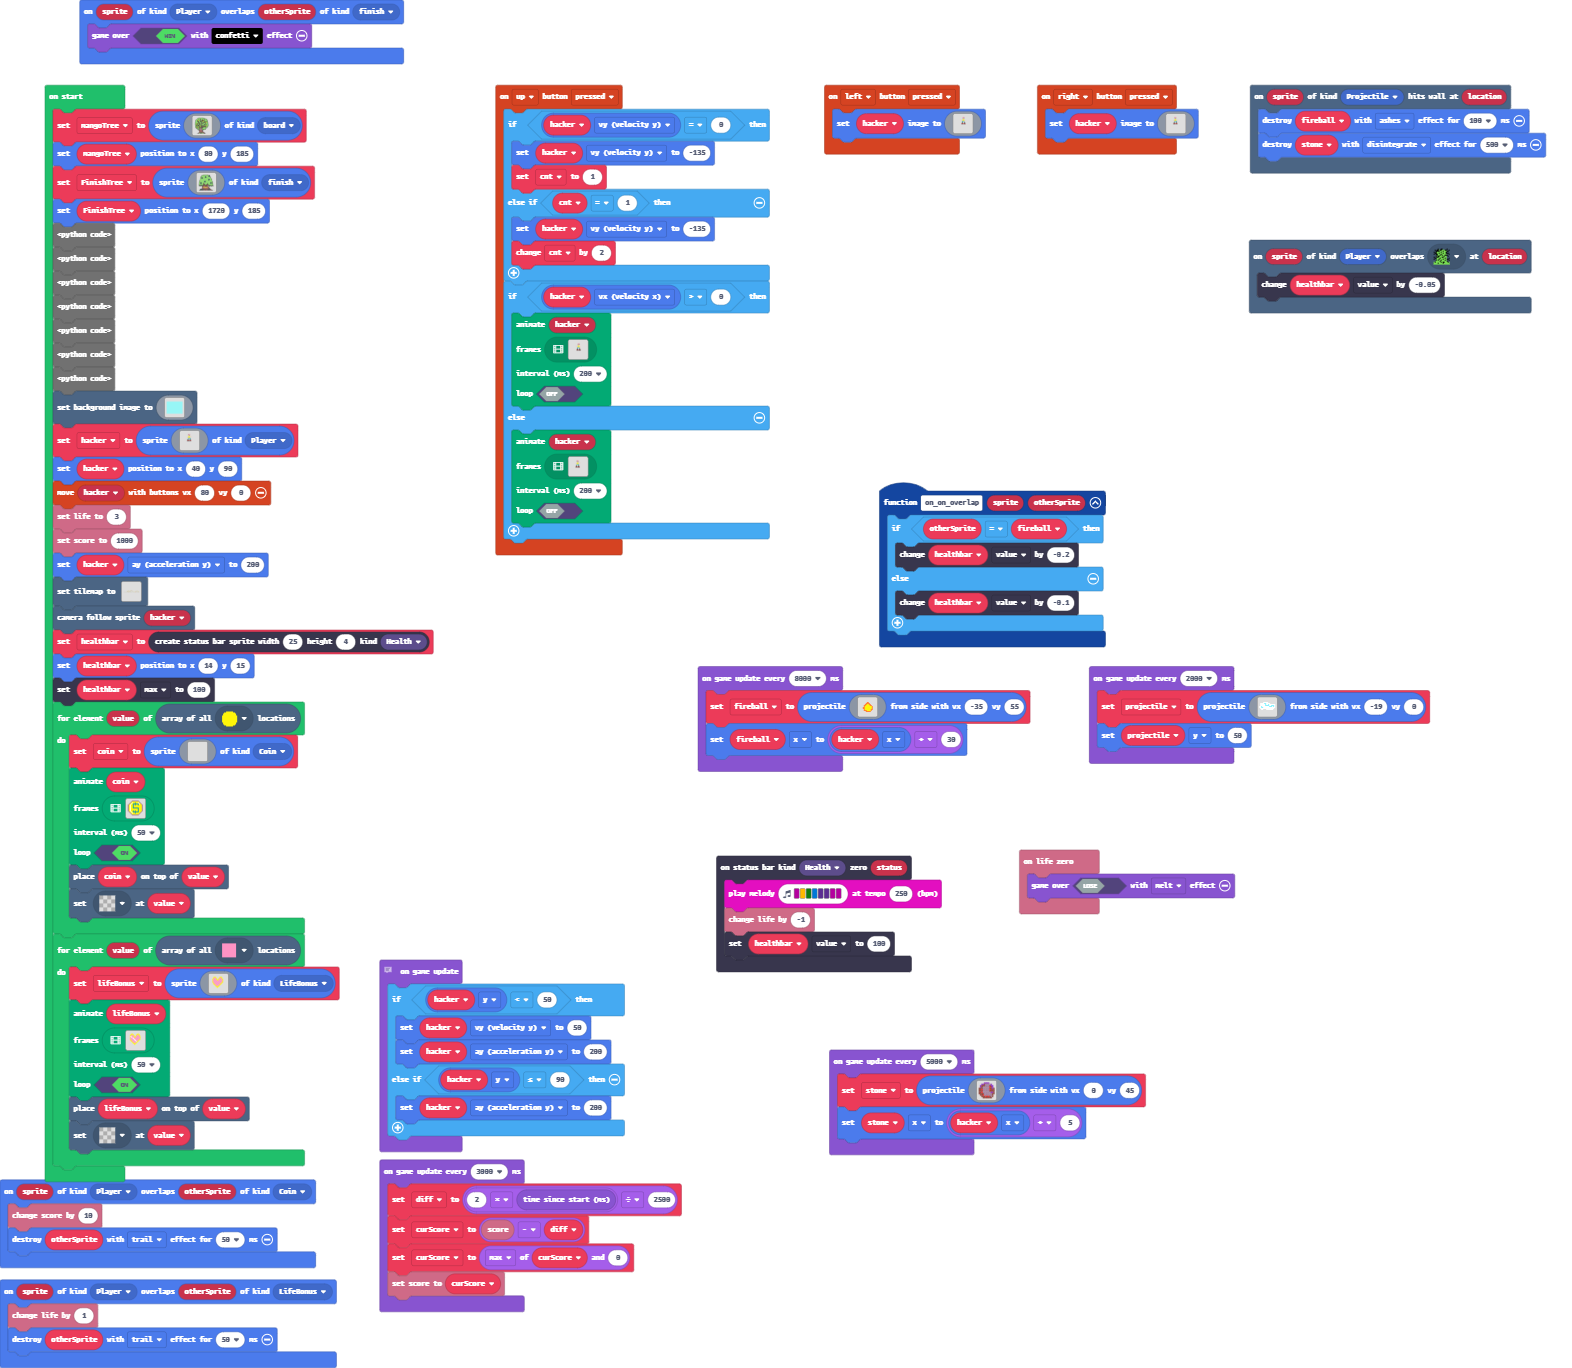 on sprite of kind Player overlaps otherSprite of kind finish
game over WIN with confetti effect
on start
set mangoTree to sprite of kind board
set mangoTree position to x 80 y 185
set FinishTree to sprite of kind finish
set FinishTree position to x 1720 y 185
<python code>
<python code>
<python code>
<python code>
<python code>
<python code>
<python code>
set background image to
set hacker to sprite of kind Player
set hacker position to x 40 y 90
move hacker with buttons vx 80 vy 0
set life to 3
set score to 1000
set hacker ay (acceleration y) to 200
set tilemap to
camera follow sprite hacker
set healthbar to create status bar sprite width 25 height 4 kind Health
set healthbar position to x 14 y 15
set healthbar max to 100
for element value of array of all locations
do
set coin to sprite of kind Coin
animate coin
frames
interval (ms) 50
loop ON
place coin on top of value
set at value
for element value of array of all locations
do
set lifeBonus to sprite of kind LifeBonus
animate lifeBonus
frames
interval (ms) 50
loop ON
place lifeBonus on top of value
set at value
on sprite of kind Player overlaps otherSprite of kind Coin
change score by 10
destroy otherSprite with trail effect for 50 ms
on sprite of kind Player overlaps otherSprite of kind LifeBonus
change life by 1
destroy otherSprite with trail effect for 50 ms
on up button pressed
if hacker vy (velocity y) = 0 then
set hacker vy (velocity y) to -135
set cnt to 1
else if cnt = 1 then
set hacker vy (velocity y) to -135
change cnt by 2
if hacker vx (velocity x) > 0 then
animate hacker
frames
interval (ms) 200
loop OFF
else
animate hacker
frames
interval (ms) 200
loop OFF
on left button pressed
set hacker image to
on right button pressed
set hacker image to
on sprite of kind Projectile hits wall at location
destroy fireball with ashes effect for 100 ms
destroy stone with disintegrate effect for 500 ms
on sprite of kind Player overlaps at location
change healthbar value by -0.05
function on_on_overlap sprite otherSprite
if otherSprite = fireball then
change healthbar value by -0.2
else
change healthbar value by -0.1
on game update every 8000 ms
set fireball to projectile from side with vx -35 vy 55
set fireball x to hacker x + 30
on game update every 2000 ms
set projectile to projectile from side with vx -19 vy 0
set projectile y to 50
on status bar kind Health zero status
play melody at tempo 250 (bpm)
change life by -1
set healthbar value to 100
on life zero
game over LOSE with melt effect
on game update
if hacker y < 50 then
set hacker vy (velocity y) to 50
set hacker ay (acceleration y) to 200
else if hacker y ≤ 90 then
set hacker ay (acceleration y) to 200
on game update every 5000 ms
set stone to projectile from side with vx 0 vy 45
set stone x to hacker x + 5
on game update every 3000 ms
set diff to 2 × time since start (ms) ÷ 2500
set curScore to score - diff
set curScore to max of curScore and 0
set score to curScore